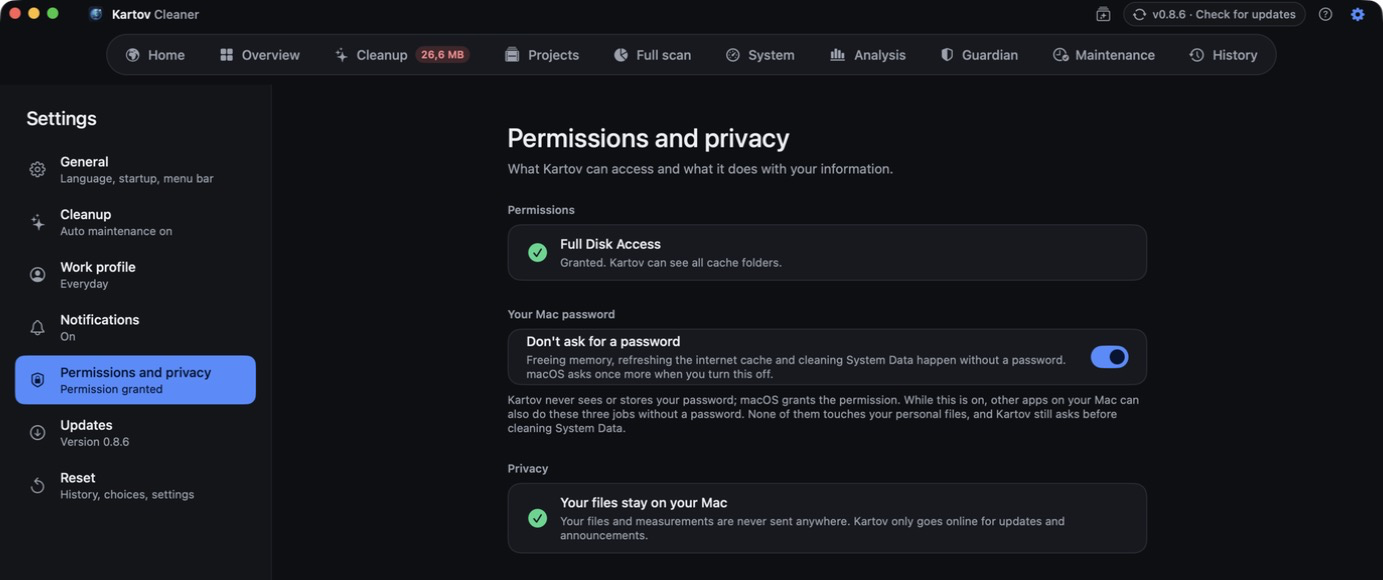 Kartov Cleaner
v0.8.6 · Check for updates
Home
Overview
Cleanup 26,6 MB
Projects
Full scan
System
Analysis
Guardian
Maintenance
History
Settings
General
Language, startup, menu bar
Cleanup
Auto maintenance on
Work profile
Everyday
Notifications
On
Permissions and privacy
Permission granted
Updates
Version 0.8.6
Reset
History, choices, settings
Permissions and privacy
What Kartov can access and what it does with your information.
Permissions
Full Disk Access
Granted. Kartov can see all cache folders.
Your Mac password
Don't ask for a password
Freeing memory, refreshing the internet cache and cleaning System Data happen without a password.
macOS asks once more when you turn this off.
Kartov never sees or stores your password; macOS grants the permission. While this is on, other apps on your Mac can
also do these three jobs without a password. None of them touches your personal files, and Kartov still asks before
cleaning System Data.
Privacy
Your files stay on your Mac
Your files and measurements are never sent anywhere. Kartov only goes online for updates and
announcements.